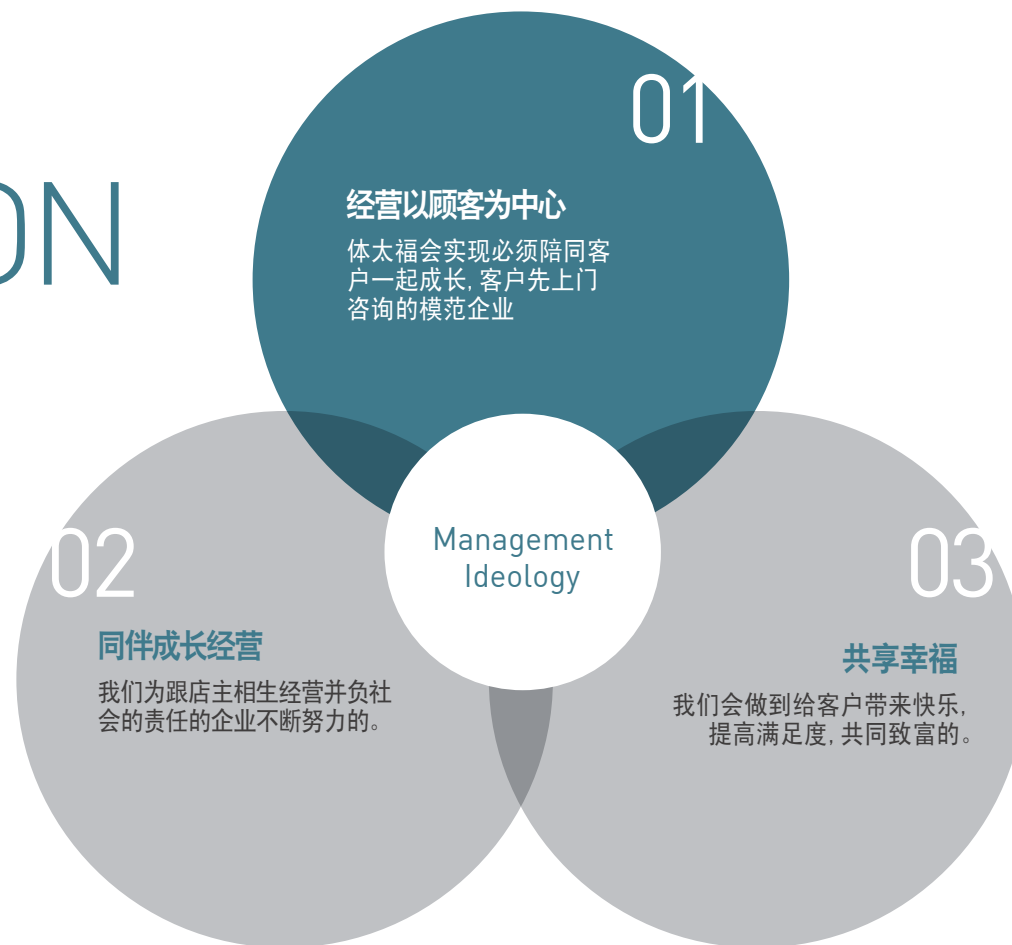 ON
01
经营以顾客为中心
体太福会实现必须陪同客
户一起成长, 客户先上门
咨询的模范企业
Management
Ideology
02
同伴成长经营
我们为跟店主相生经营并负社
会的责任的企业不断努力的。
03
共享幸福
我们会做到给客户带来快乐,
提高满足度, 共同致富的。